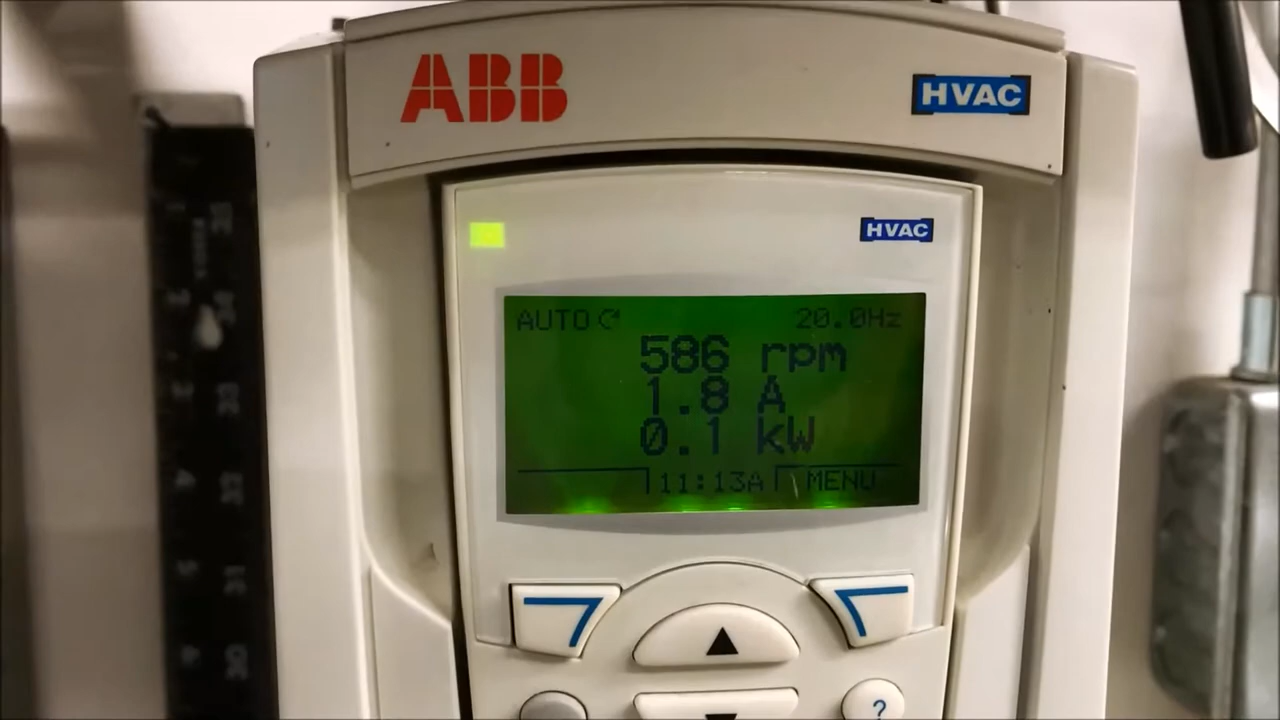 ABB
HVAC
HVAC
AUTO 20.0Hz
586 rpm
1.8 A
0.1 kW
11:13A MENU
?